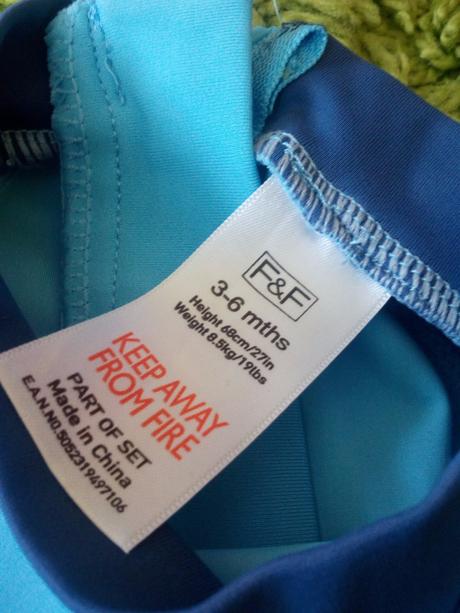 F&F
3-6 mths
Height 68cm/27in
Weight 8.5kg/19lbs
KEEP AWAY
FROM FIRE
PART OF SET
Made in China
E.A.N.NO.5052319497106